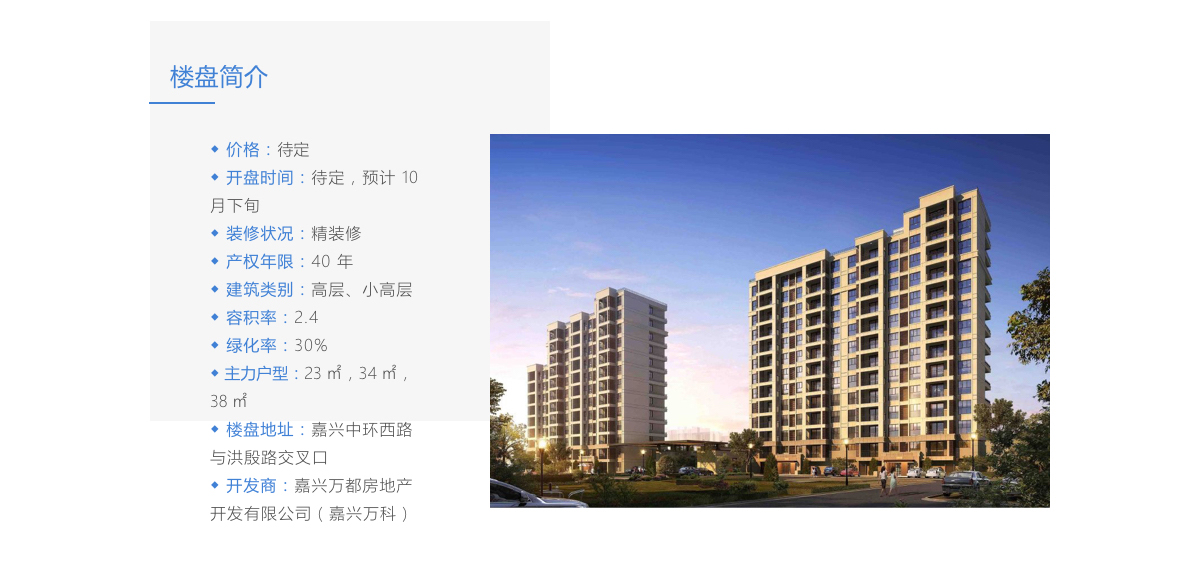 楼盘简介
价格：待定
开盘时间：待定，预计 10
月下旬
装修状况：精装修
产权年限：40 年
建筑类别：高层、小高层
容积率：2.4
绿化率：30%
主力户型：23 ㎡，34 ㎡，
38 ㎡
楼盘地址：嘉兴中环西路
与洪殷路交叉口
开发商：嘉兴万都房地产
开发有限公司（嘉兴万科）